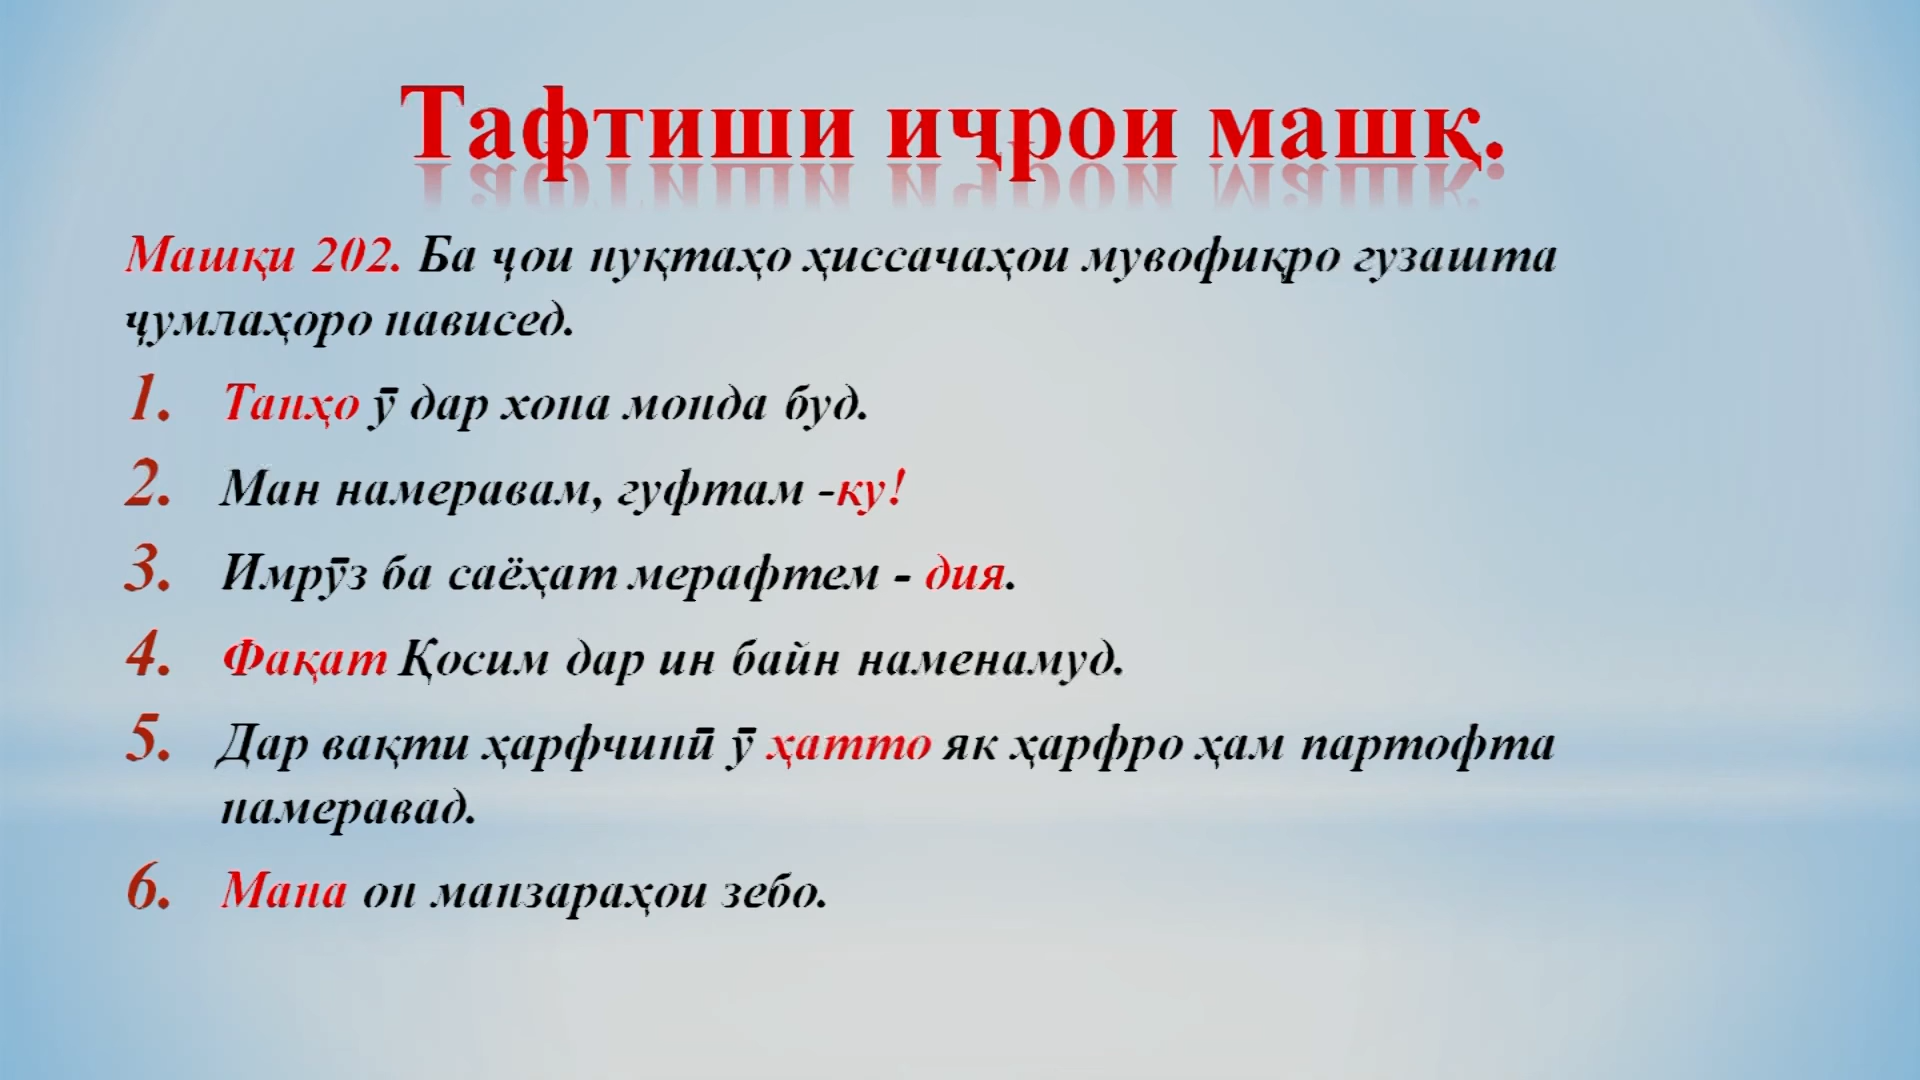 Тафтиши иҷрои машқ.
Машқи 202. Ба ҷои нуқтаҳо ҳиссачаҳои мувофиқро гузашта
ҷумлаҳоро нависед.
1. Танҳо ӯ дар хона монда буд.
2. Ман намеравам, гуфтам -ку!
3. Имрӯз ба саёҳат мерафтем - дия.
4. Фақат Қосим дар ин байн наменамуд.
5. Дар вақти ҳарфчинӣ ӯ ҳатто як ҳарфро ҳам партофта
намеравад.
6. Мана он манзараҳои зебо.